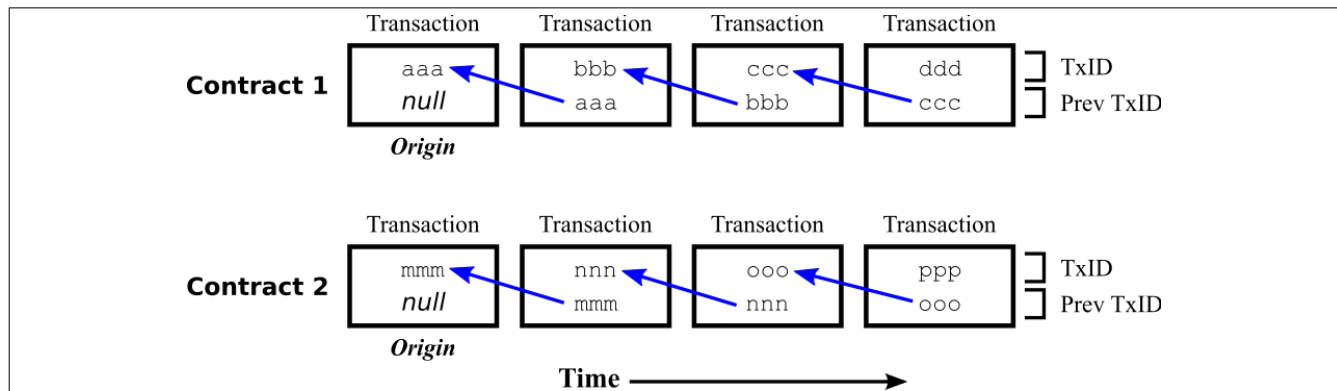 Transaction Transaction Transaction Transaction
aaa bbb ccc ddd TxID
Contract 1
null aaa bbb ccc Prev TxID
Origin
Transaction Transaction Transaction Transaction
mmm nnn ooo ppp TxID
Contract 2
null mmm nnn ooo Prev TxID
Origin
Time